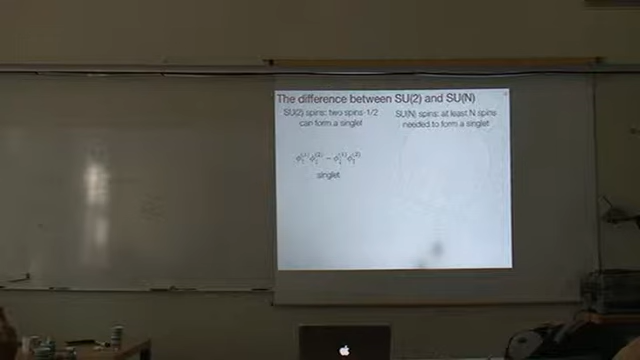 The difference between SU(2) and SU(N)
SU(2) spins: two spins-1/2
can form a singlet
SU(N) spins: at least N spins
needed to form a singlet
singlet